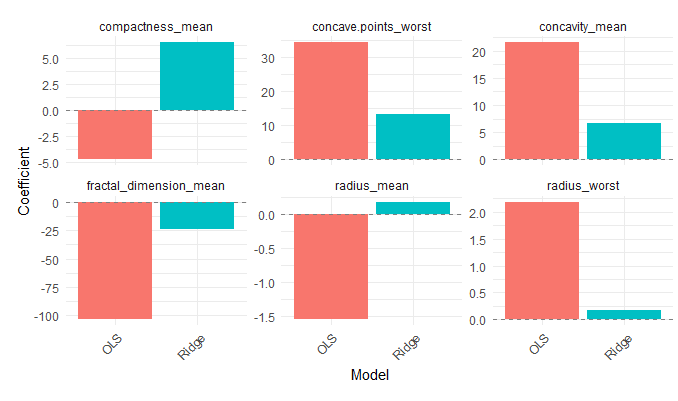 compactness_mean
concave.points_worst
concavity_mean
5.0
2.5
0.0
-2.5
-5.0
30
20
10
0
20
15
10
5
0
fractal_dimension_mean
radius_mean
radius_worst
0
-25
-50
-75
-100
0.0
-0.5
-1.0
-1.5
2.0
1.5
1.0
0.5
0.0
OLS
Ridge
OLS
Ridge
OLS
Ridge
Coefficient
Model